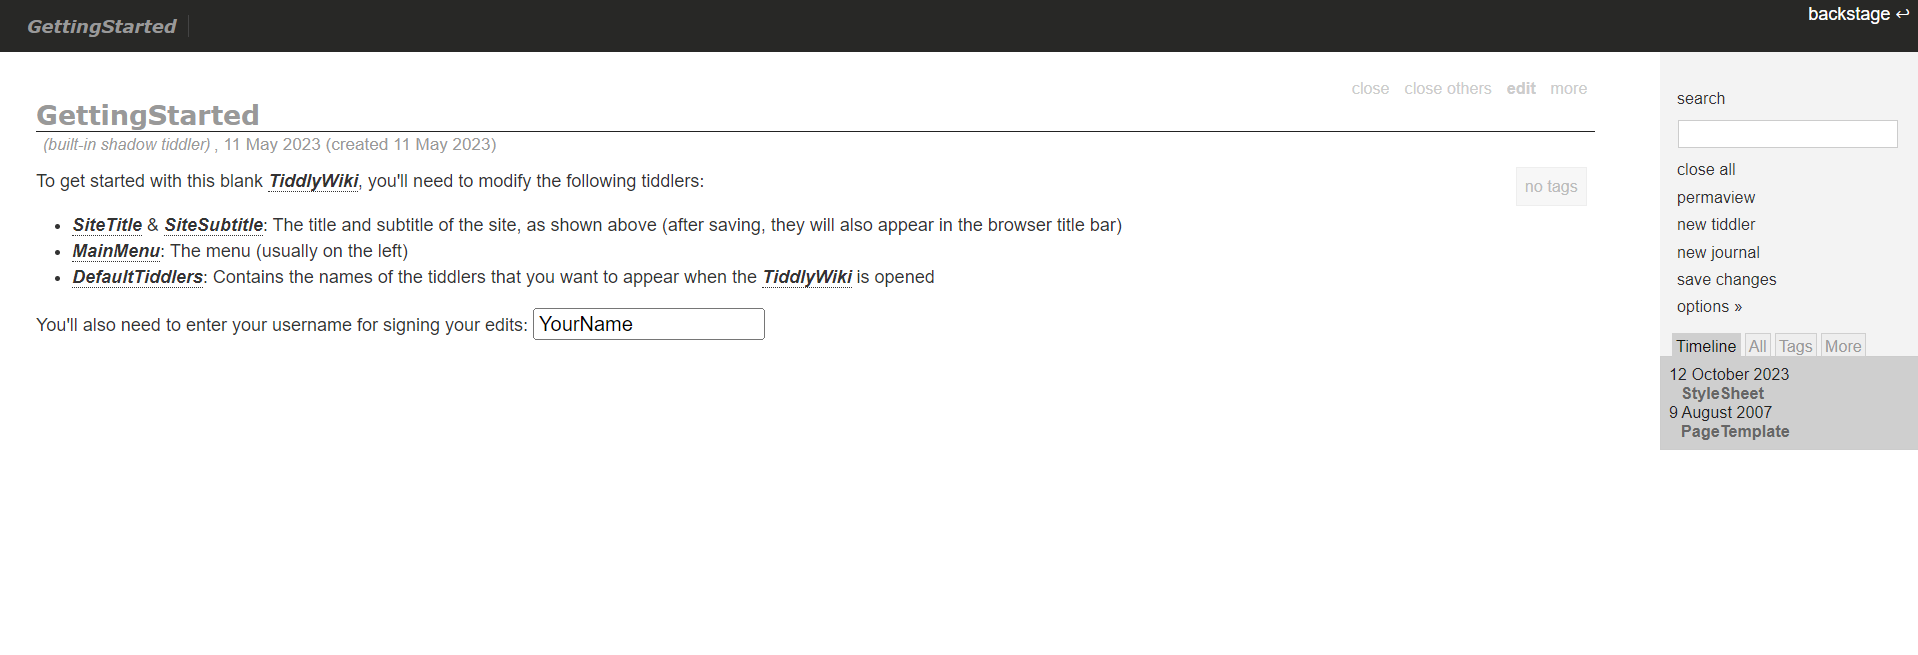 GettingStarted
backstage ↩
close close others edit more
GettingStarted
(built-in shadow tiddler) , 11 May 2023 (created 11 May 2023)
To get started with this blank TiddlyWiki, you'll need to modify the following tiddlers:
no tags
• SiteTitle & SiteSubtitle: The title and subtitle of the site, as shown above (after saving, they will also appear in the browser title bar)
• MainMenu: The menu (usually on the left)
• DefaultTiddlers: Contains the names of the tiddlers that you want to appear when the TiddlyWiki is opened
You'll also need to enter your username for signing your edits: YourName
search
close all
permaview
new tiddler
new journal
save changes
options »
Timeline All Tags More
12 October 2023
StyleSheet
9 August 2007
PageTemplate